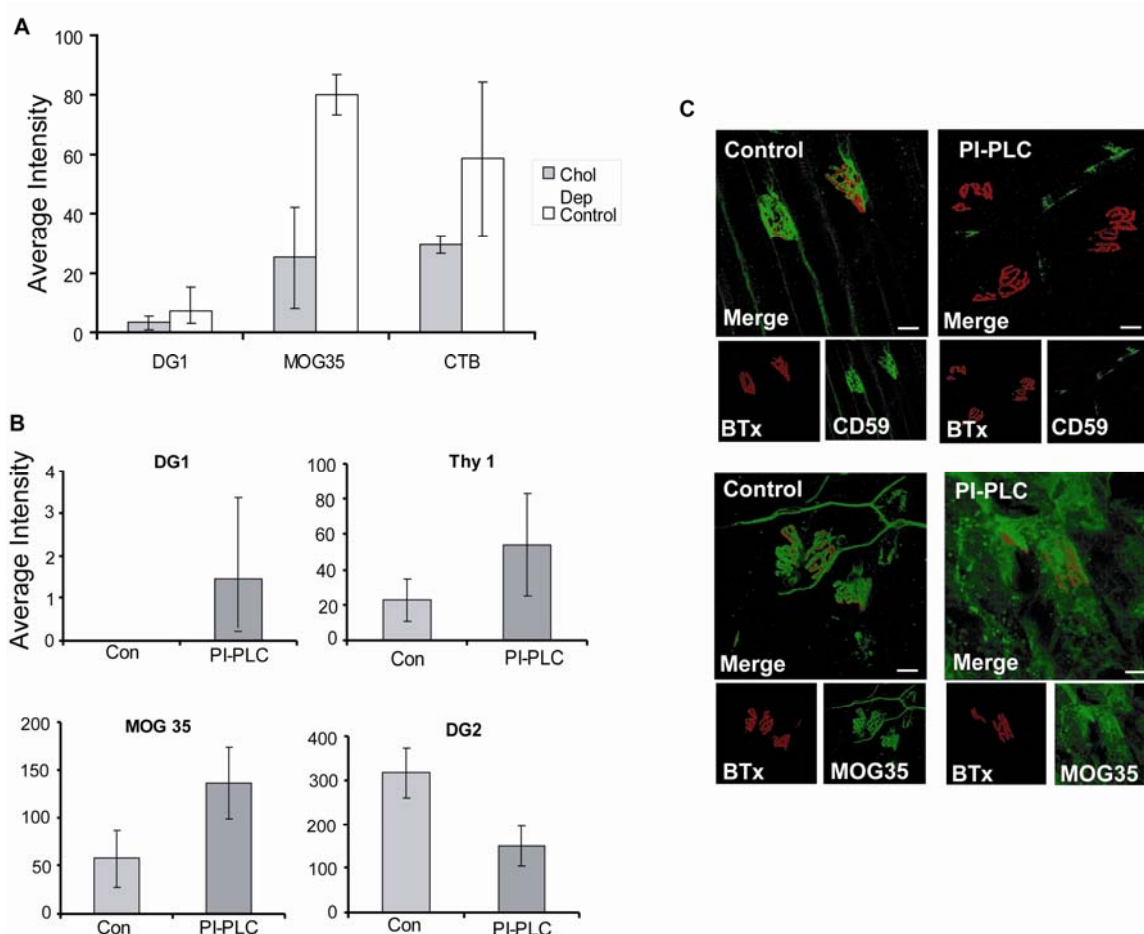 A
100
80
60
40
20
0
Average Intensity
DG1 MOG35 CTB
Chol
Dep
Control
B
DG1
4
3
2
1
0
Average Intensity
Con PI-PLC
Thy 1
100
80
60
40
20
0
Con PI-PLC
MOG 35
200
150
100
50
0
Con PI-PLC
DG2
400
300
200
100
0
Con PI-PLC
C
Control
Merge
BTx CD59
PI-PLC
Merge
BTx CD59
Control
Merge
BTx MOG35
PI-PLC
Merge
BTx MOG35